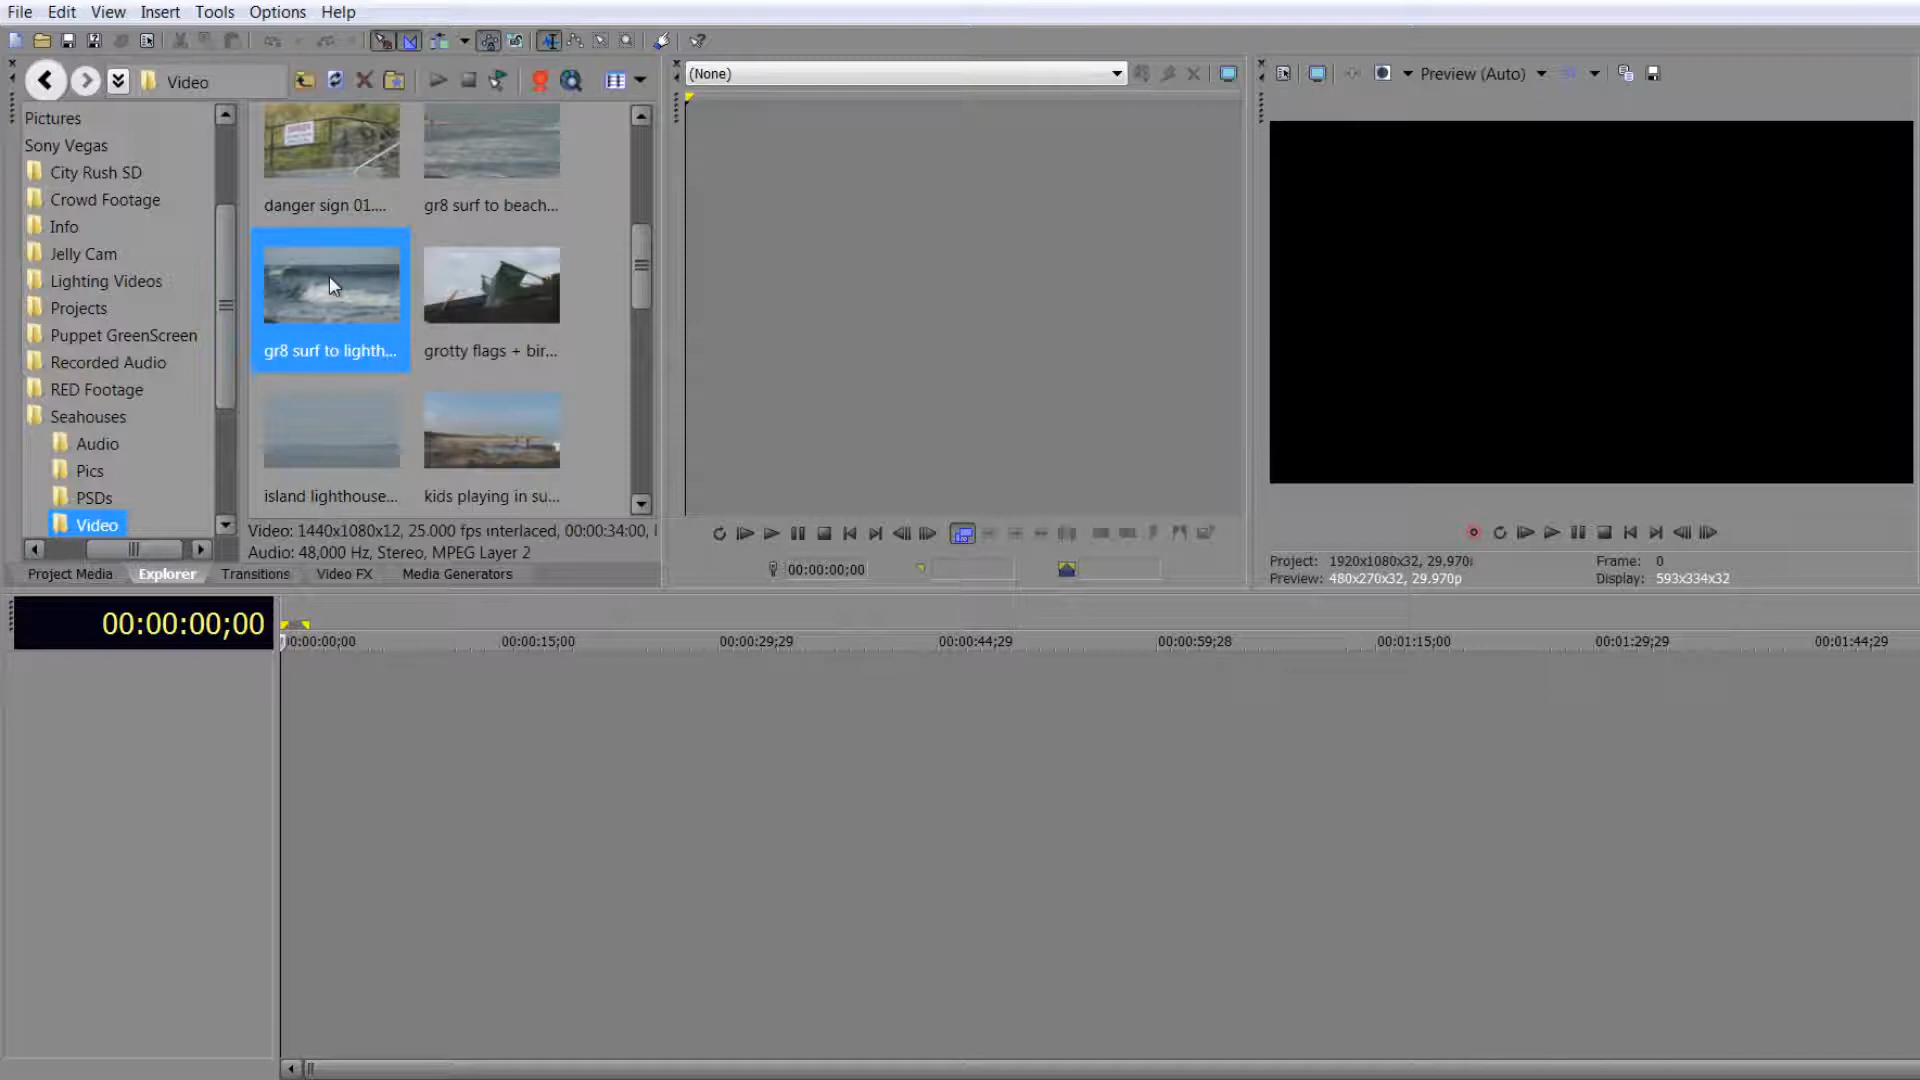 File Edit View Insert Tools Options Help
Video
(None)
Preview (Auto)
Pictures
Sony Vegas
City Rush SD
Crowd Footage
Info
Jelly Cam
Lighting Videos
Projects
Puppet GreenScreen
Recorded Audio
RED Footage
Seahouses
Audio
Pics
PSDs
Video
DANGER
danger sign 01....
gr8 surf to beach...
gr8 surf to lighth...
grotty flags + bir...
island lighthouse...
kids playing in su...
Video: 1440x1080x12, 25.000 fps interlaced, 00:00:34:00,
Audio: 48,000 Hz, Stereo, MPEG Layer 2
Project Media Explorer Transitions Video FX Media Generators
00:00:00;00
Project: 1920x1080x32, 29.970i
Frame: 0
Preview: 480x270x32, 29.970p
Display: 593x334x32
00:00:00;00
00:00:00;00 00:00:15;00 00:00:29;29 00:00:44;29 00:00:59;28 00:01:15;00 00:01:29;29 00:01:44;29